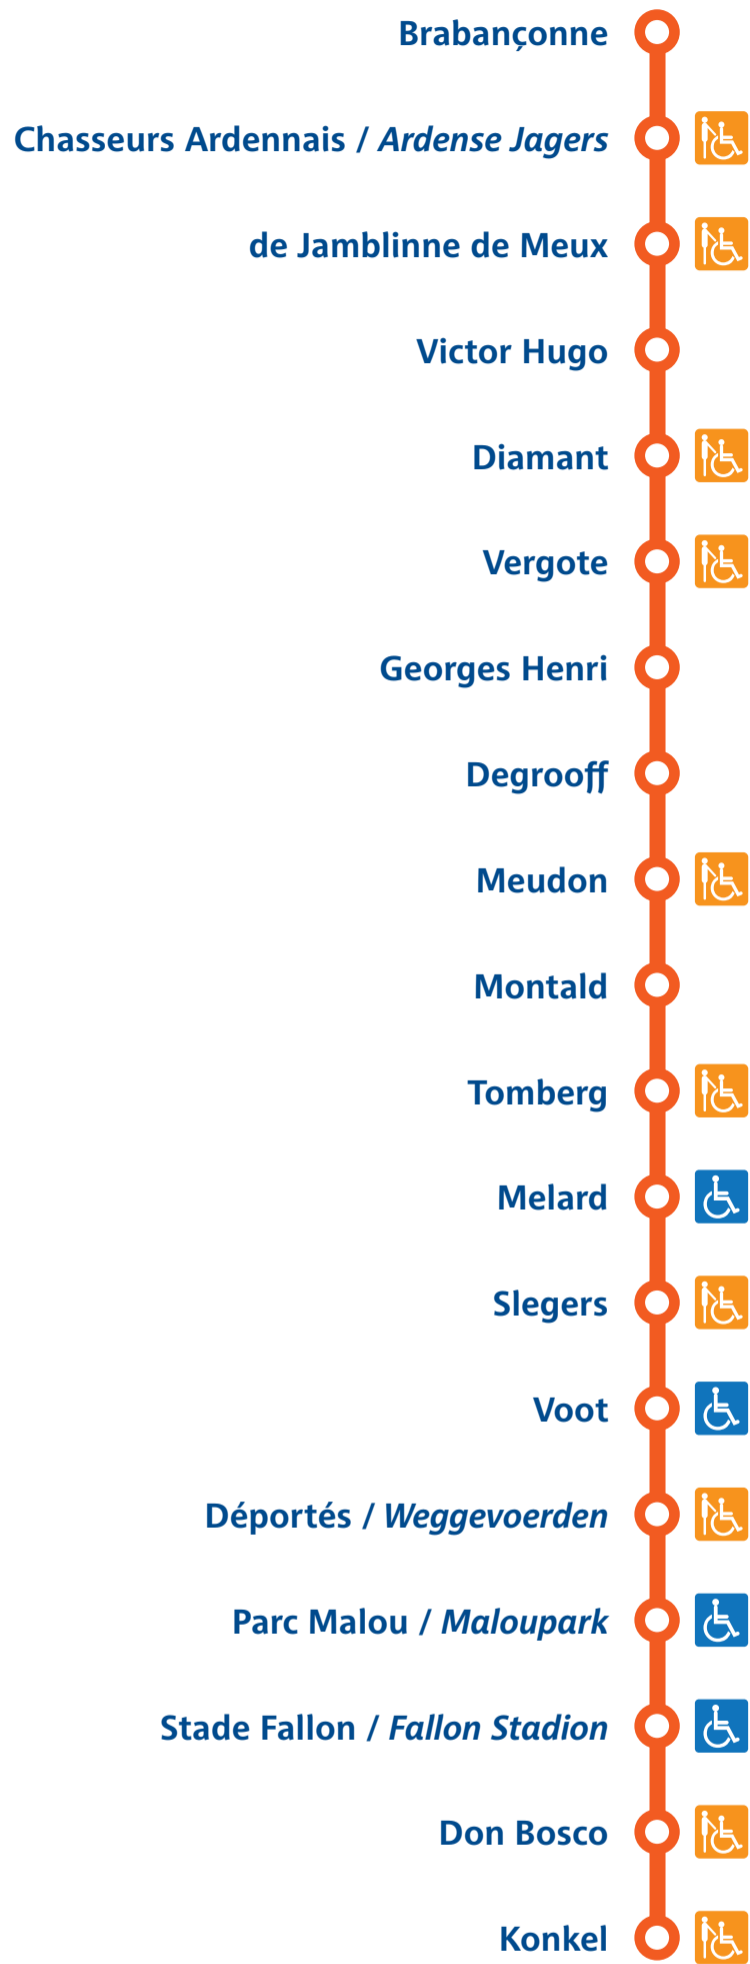 Brabançonne
Chasseurs Ardennais / Ardense Jagers
de Jamblinne de Meux
Victor Hugo
Diamant
Vergote
Georges Henri
Degrooff
Meudon
Montald
Tomberg
Melard
Slegers
Voot
Déportés / Weggevoerden
Parc Malou / Maloupark
Stade Fallon / Fallon Stadion
Don Bosco
Konkel